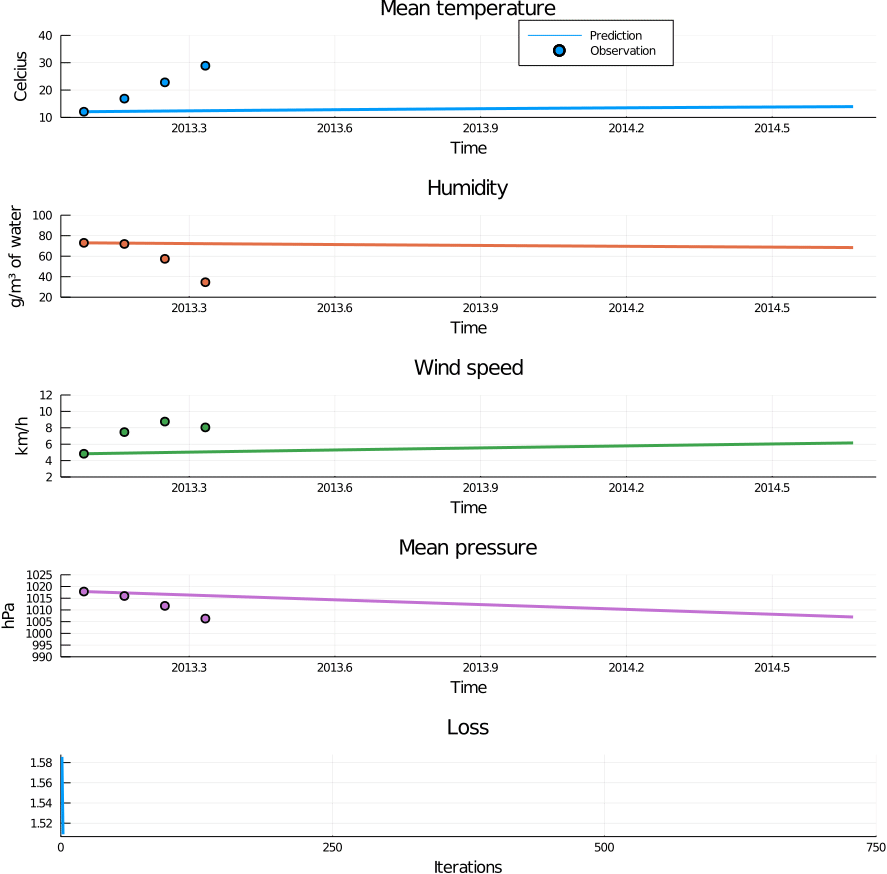 Mean temperature
Prediction
Observation
40
30
20
10
Celcius
2013.3 2013.6 2013.9 2014.2 2014.5
Time
Humidity
100
80
60
40
20
g/m³ of water
2013.3 2013.6 2013.9 2014.2 2014.5
Time
Wind speed
12
10
8
6
4
2
km/h
2013.3 2013.6 2013.9 2014.2 2014.5
Time
Mean pressure
1025
1020
1015
1010
1005
1000
995
990
hPa
2013.3 2013.6 2013.9 2014.2 2014.5
Time
Loss
1.58
1.56
1.54
1.52
0 250 500 750
Iterations